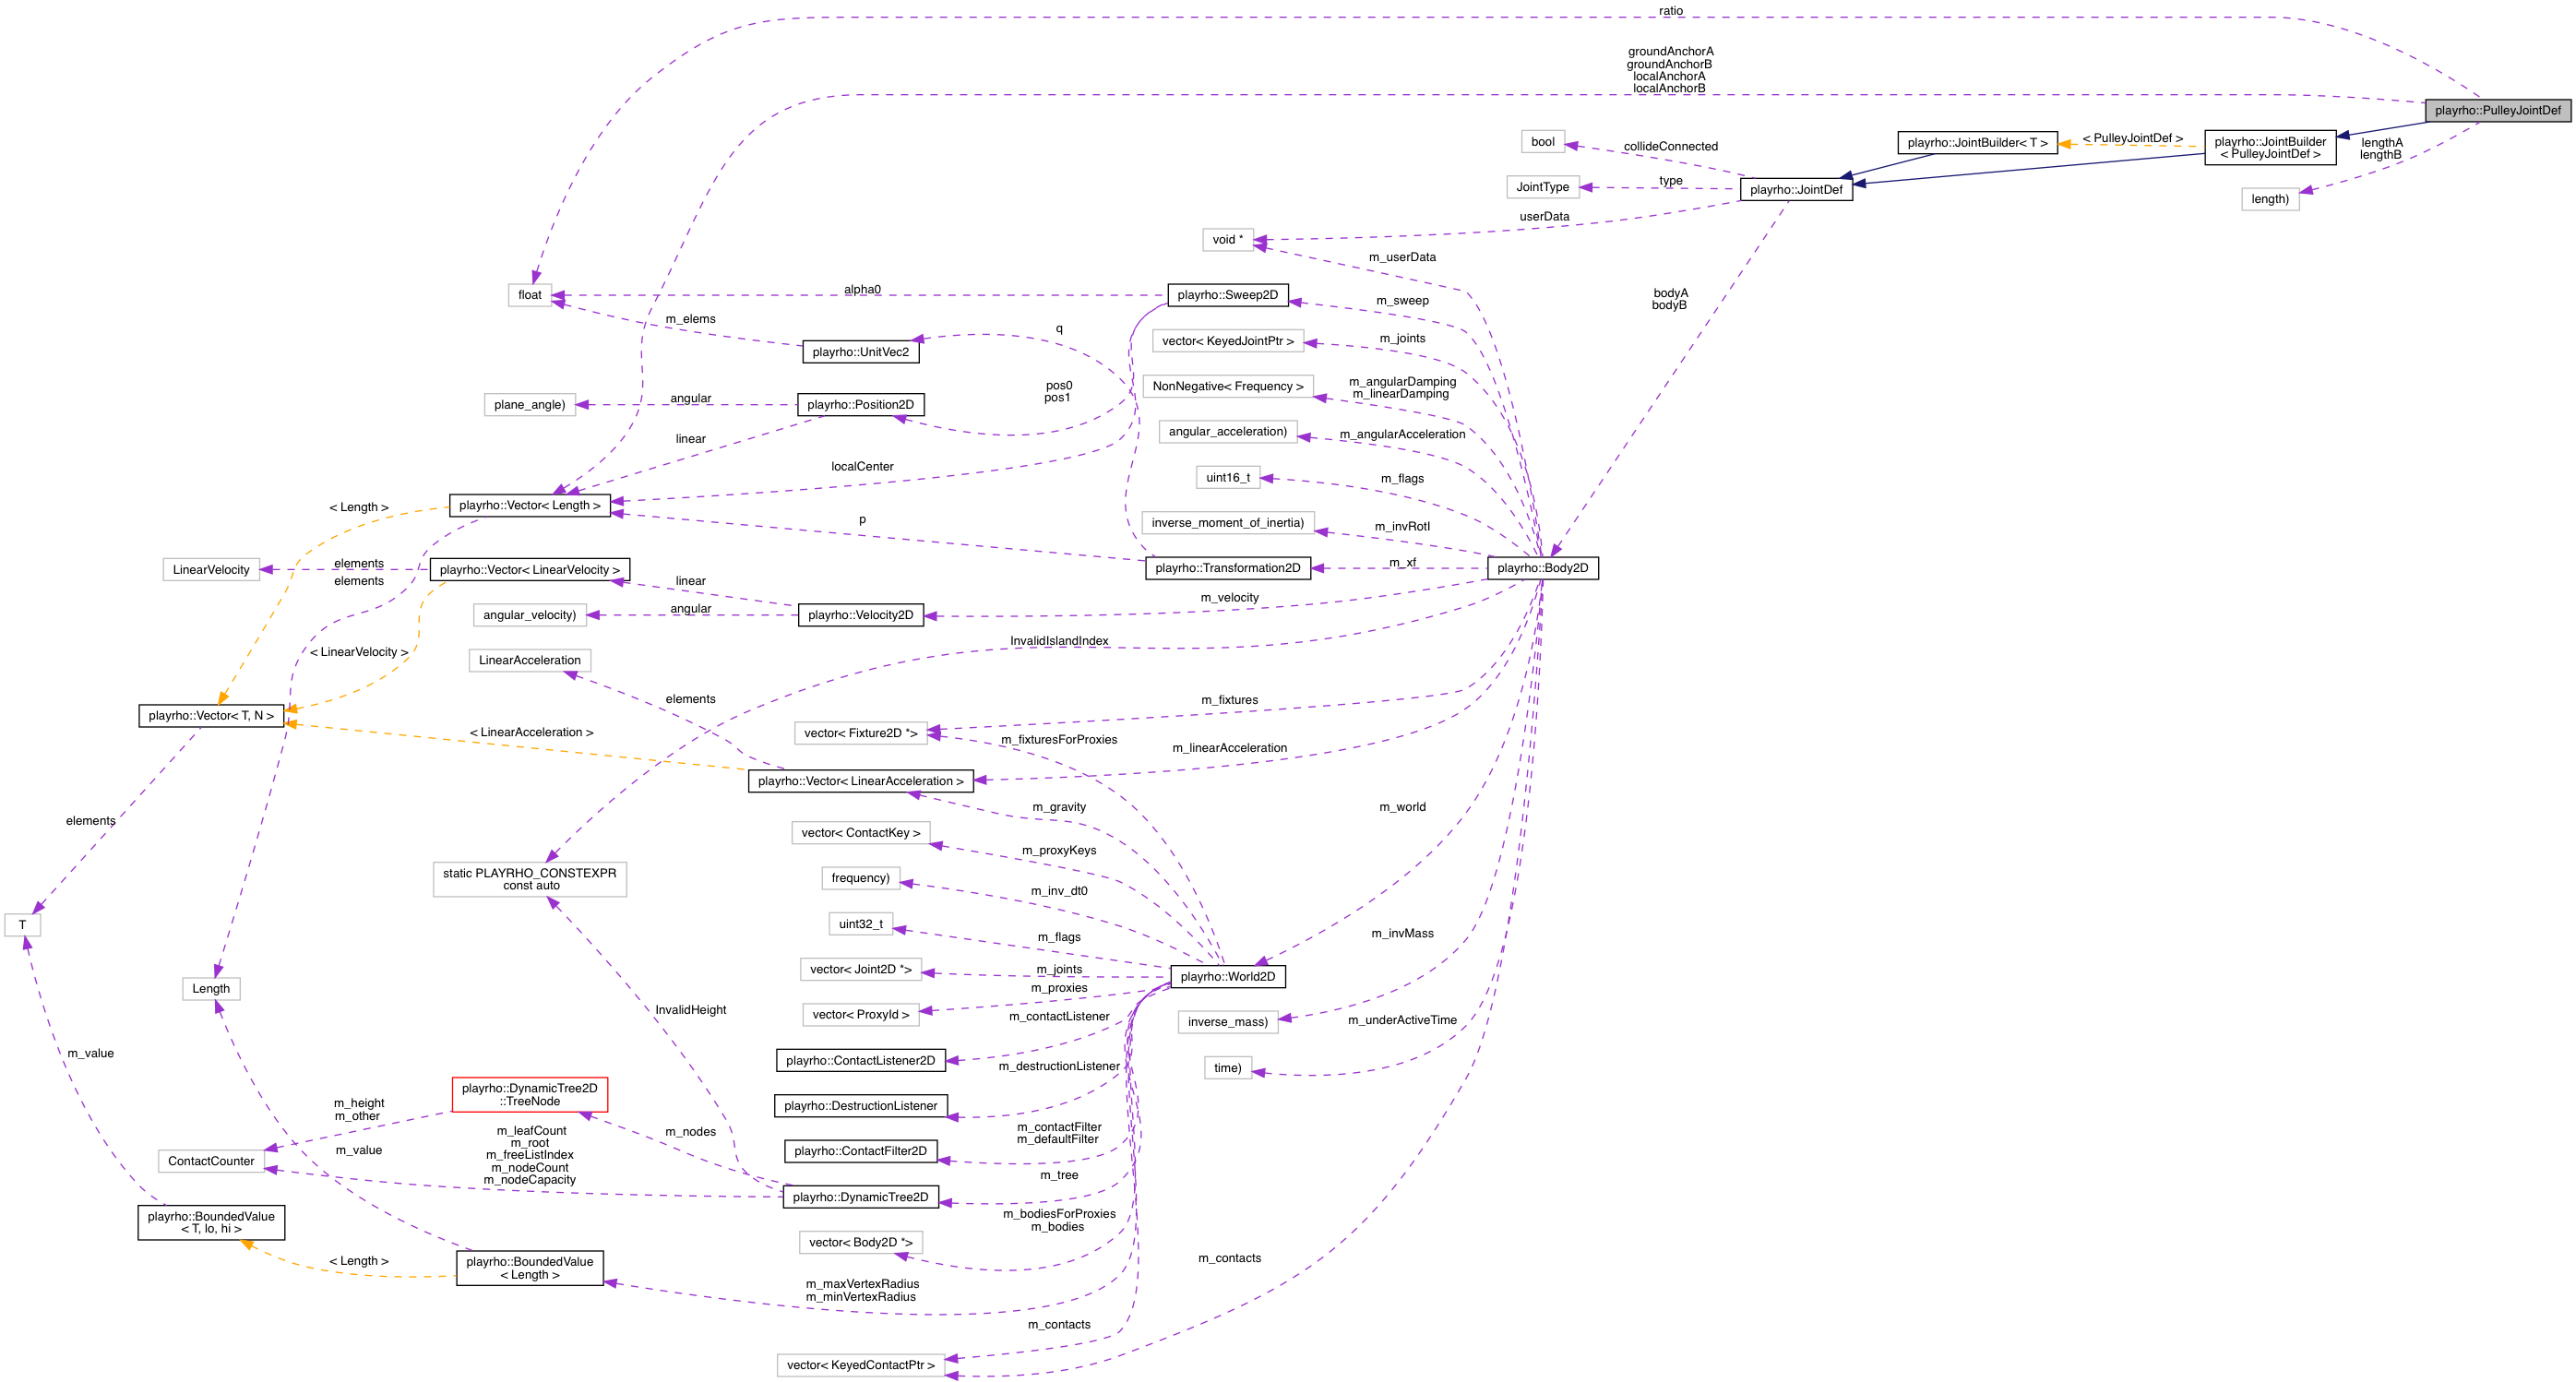 ratio
groundAnchorA
groundAnchorB
localAnchorA
localAnchorB
playrho::PulleyJointDef
bool
collideConnected
playrho::JointBuilder< T >
< PulleyJointDef >
playrho::JointBuilder
< PulleyJointDef >
lengthA
lengthB
JointType
type
playrho::JointDef
length)
userData
void *
m_userData
float
alpha0
playrho::Sweep2D
m_sweep
bodyA
bodyB
m_elems
q
playrho::UnitVec2
vector< KeyedJointPtr >
m_joints
NonNegative< Frequency >
m_angularDamping
m_linearDamping
pos0
pos1
plane_angle)
angular
playrho::Position2D
linear
angular_acceleration)
m_angularAcceleration
localCenter
uint16_t
m_flags
playrho::Vector< Length >
< Length >
p
inverse_moment_of_inertia)
m_invRotI
LinearVelocity
elements
elements
playrho::Vector< LinearVelocity >
playrho::Transformation2D
m_xf
playrho::Body2D
linear
m_velocity
angular_velocity)
angular
playrho::Velocity2D
InvalidIslandIndex
< LinearVelocity >
LinearAcceleration
elements
m_fixtures
playrho::Vector< T, N >
< LinearAcceleration >
vector< Fixture2D *>
m_fixturesForProxies
m_linearAcceleration
playrho::Vector< LinearAcceleration >
m_gravity
m_world
elements
vector< ContactKey >
m_proxyKeys
static PLAYRHO_CONSTEXPR
const auto
frequency)
m_inv_dt0
T
uint32_t
m_flags
m_invMass
vector< Joint2D *>
m_joints
playrho::World2D
Length
m_proxies
vector< ProxyId >
InvalidHeight
m_contactListener
inverse_mass)
m_underActiveTime
m_value
playrho::ContactListener2D
m_destructionListener
time)
playrho::DynamicTree2D
::TreeNode
m_height
m_other
playrho::DestructionListener
m_nodes
m_contactFilter
m_defaultFilter
m_leafCount
m_root
m_freeListIndex
m_nodeCount
m_nodeCapacity
m_value
ContactCounter
playrho::ContactFilter2D
m_tree
playrho::DynamicTree2D
playrho::BoundedValue
< T, lo, hi >
m_bodiesForProxies
m_bodies
vector< Body2D *>
< Length >
playrho::BoundedValue
< Length >
m_maxVertexRadius
m_minVertexRadius
m_contacts
m_contacts
vector< KeyedContactPtr >